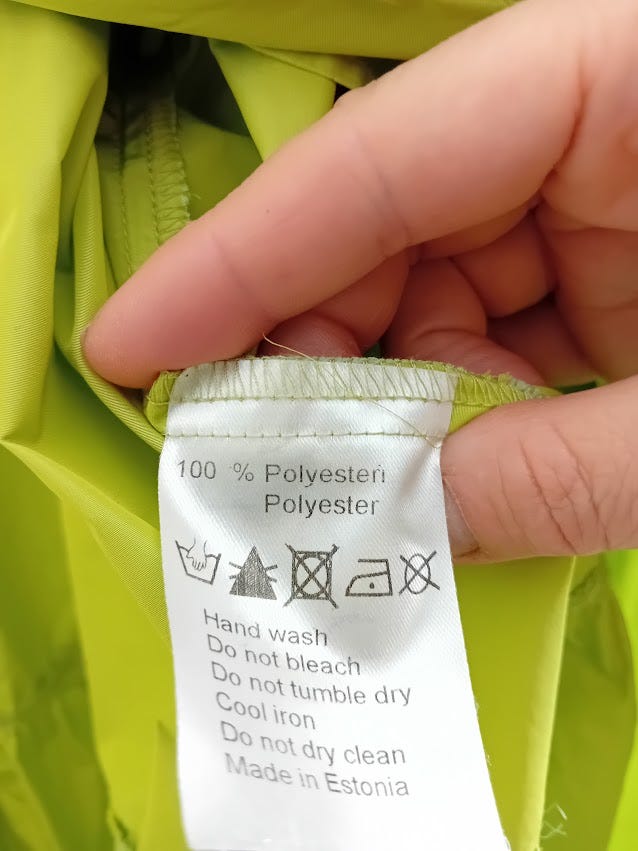 100 % Polyesteri
Polyester
Hand wash
Do not bleach
Do not tumble dry
Cool iron
Do not dry clean
Made in Estonia